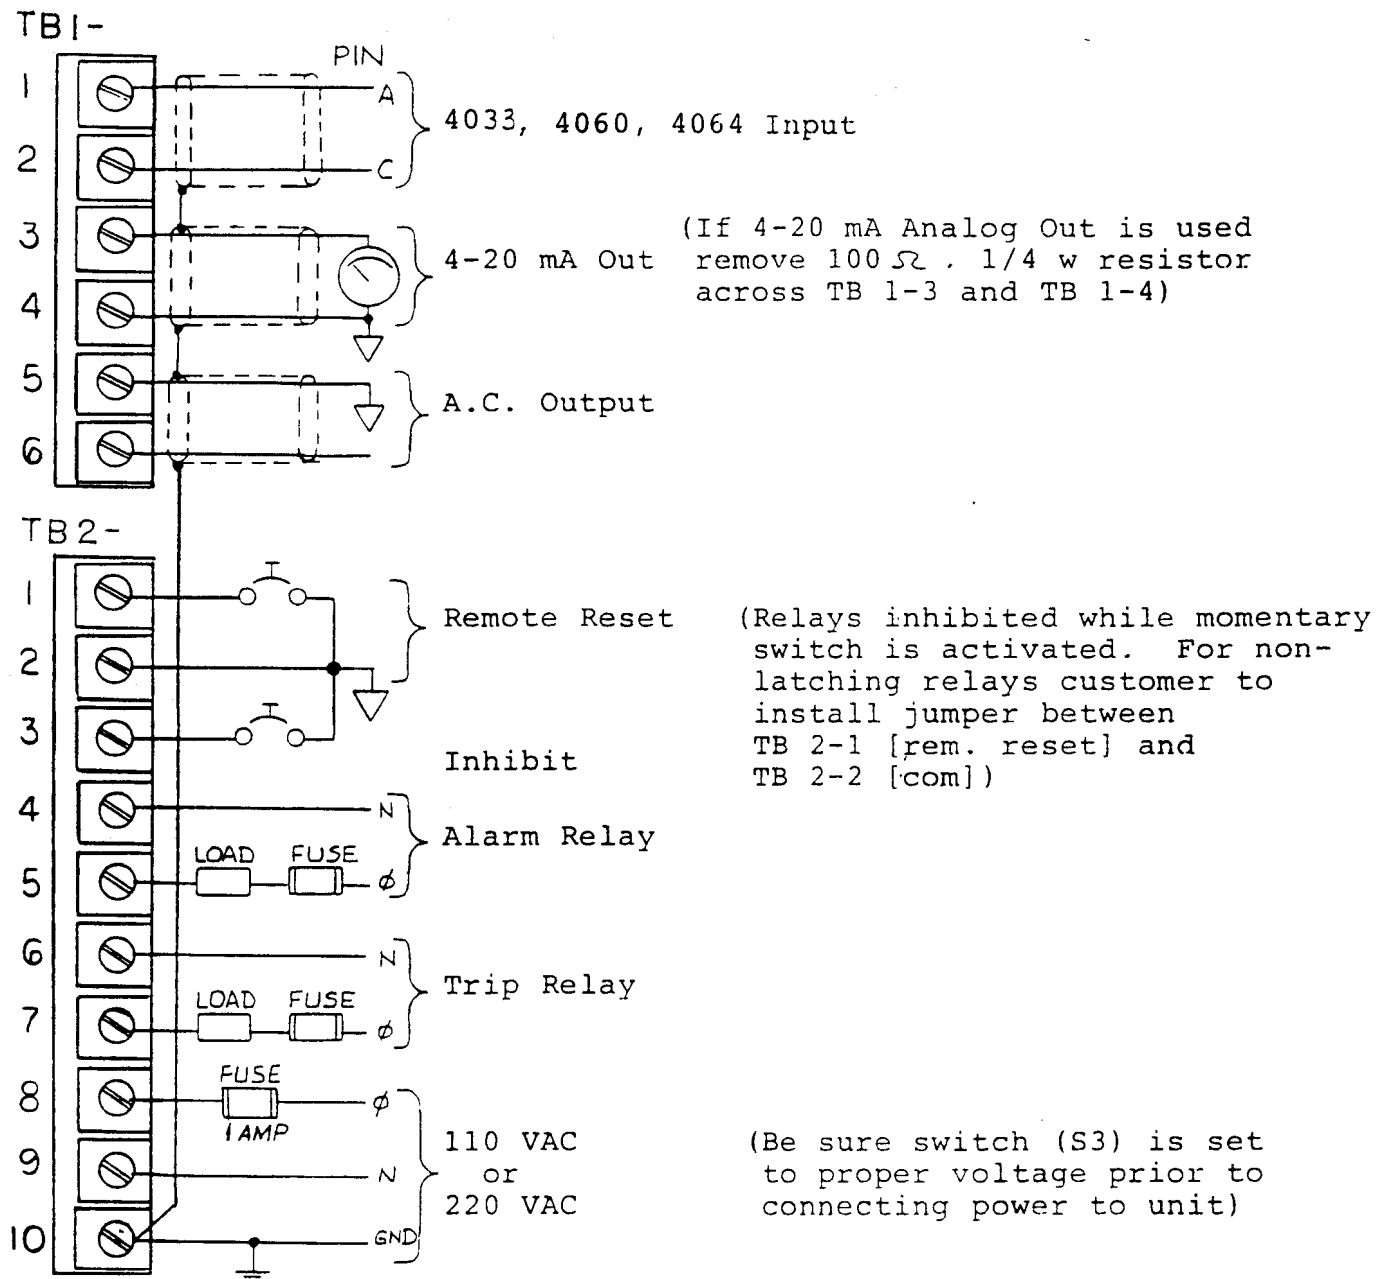 TB1-
PIN
1
A
4033, 4060, 4064 Input
2
C
3
(If 4-20 mA Analog Out is used
4-20 mA Out
remove 100 Ω . 1/4 w resistor
across TB 1-3 and TB 1-4)
4
5
A.C. Output
6
TB2-
1
Remote Reset
(Relays inhibited while momentary
switch is activated. For non-
latching relays customer to
install jumper between
TB 2-1 [rem. reset] and
TB 2-2 [com])
2
3
Inhibit
4
N
Alarm Relay
LOAD FUSE
5
ϕ
6
N
Trip Relay
LOAD FUSE
7
ϕ
FUSE
8
ϕ
1 AMP
110 VAC
or
220 VAC
(Be sure switch (S3) is set
to proper voltage prior to
connecting power to unit)
9
N
10
GND